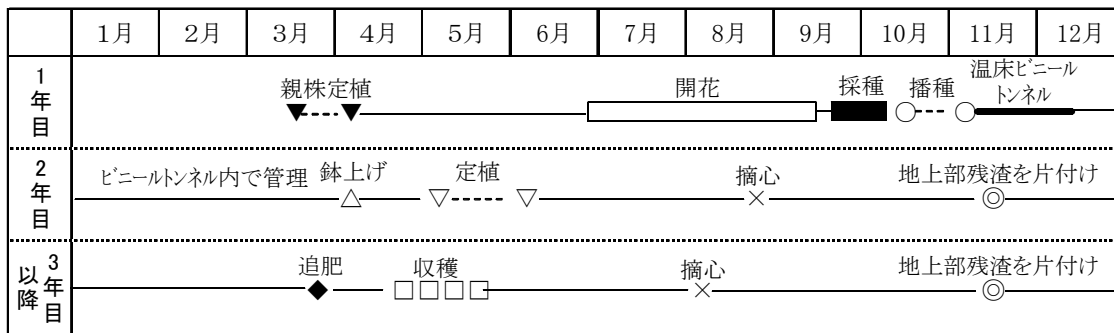 1月 2月 3月 4月 5月 6月 7月 8月 9月 10月 11月 12月
1年目
親株定植 開花 採種 播種 温床ビニールトンネル
2年目
ビニールトンネル内で管理 鉢上げ 定植 摘心 地上部残渣を片付け
3年目以降
追肥 収穫 摘心 地上部残渣を片付け